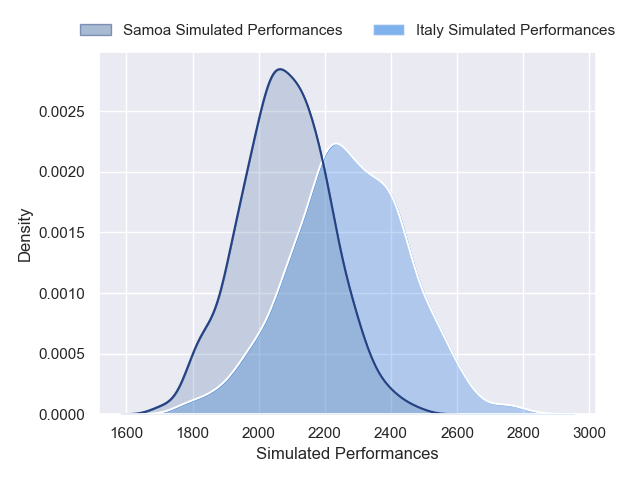 Samoa Simulated Performances Italy Simulated Performances
0.0025
0.0020
0.0015
0.0010
0.0005
0.0000
Density
1600 1800 2000 2200 2400 2600 2800 3000
Simulated Performances